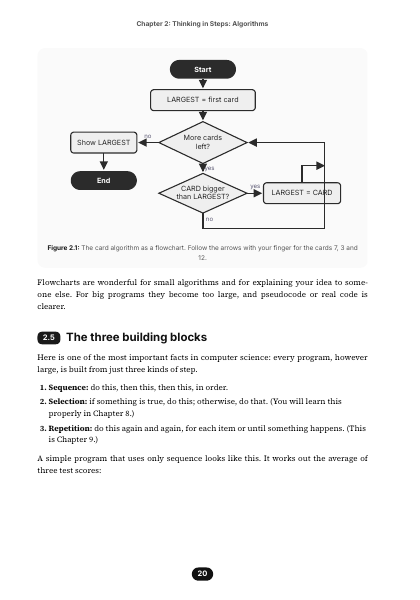 Chapter 2: Thinking in Steps: Algorithms
Start
LARGEST = first card
More cards
left?
no
Show LARGEST
yes
End
CARD bigger
than LARGEST?
yes
LARGEST = CARD
no
Figure 2.1: The card algorithm as a flowchart. Follow the arrows with your finger for the cards 7, 3 and
12.
Flowcharts are wonderful for small algorithms and for explaining your idea to some-
one else. For big programs they become too large, and pseudocode or real code is
clearer.
2.5 The three building blocks
Here is one of the most important facts in computer science: every program, however
large, is built from just three kinds of step.
1. Sequence: do this, then this, then this, in order.
2. Selection: if something is true, do this; otherwise, do that. (You will learn this
properly in Chapter 8.)
3. Repetition: do this again and again, for each item or until something happens. (This
is Chapter 9.)
A simple program that uses only sequence looks like this. It works out the average of
three test scores:
20